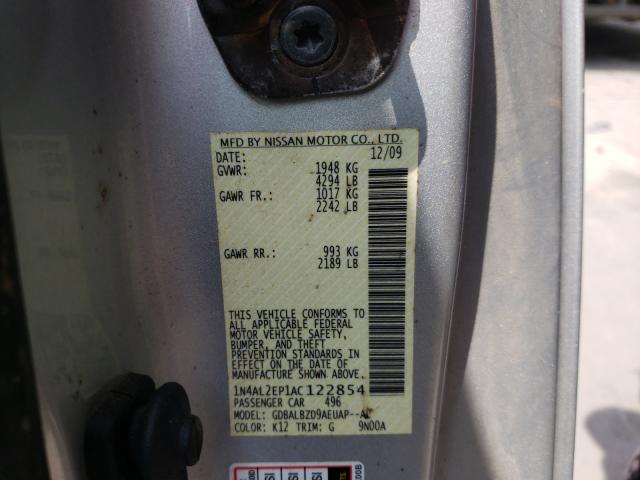 MFD BY NISSAN MOTOR CO., LTD.
DATE: 12/09
GVWR: 1948 KG
4294 LB
GAWR FR.: 1017 KG
2242 LB
GAWR RR.: 993 KG
2189 LB
THIS VEHICLE CONFORMS TO
ALL APPLICABLE FEDERAL
MOTOR VEHICLE SAFETY,
BUMPER, AND THEFT
PREVENTION STANDARDS IN
EFFECT ON THE DATE OF
MANUFACTURE SHOWN ABOVE.
1N4AL2EP1AC122854
PASSENGER CAR 496
MODEL: GDBALBZD9AEUAP--A
COLOR: K12 TRIM: G 9N00A